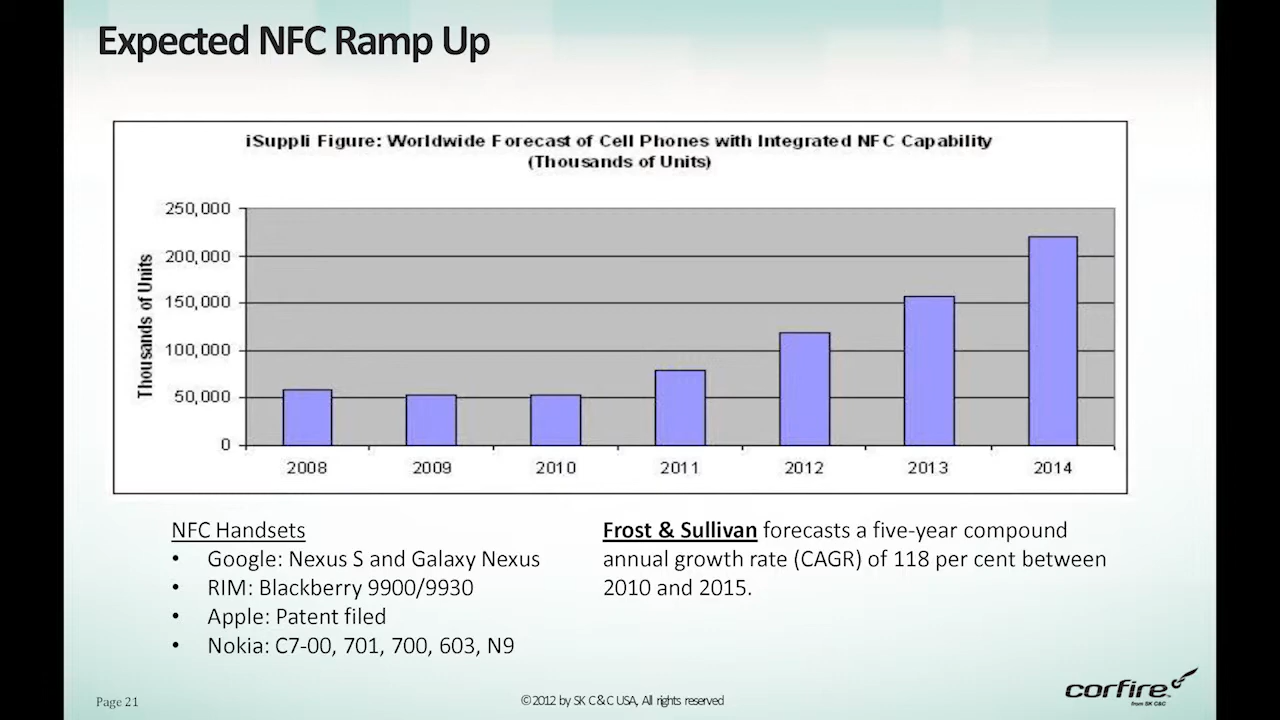 Expected NFC Ramp Up
iSuppli Figure: Worldwide Forecast of Cell Phones with Integrated NFC Capability
(Thousands of Units)
Thousands of Units
250,000
200,000
150,000
100,000
50,000
0
2008 2009 2010 2011 2012 2013 2014
NFC Handsets
• Google: Nexus S and Galaxy Nexus
• RIM: Blackberry 9900/9930
• Apple: Patent filed
• Nokia: C7-00, 701, 700, 603, N9
Frost & Sullivan forecasts a five-year compound
annual growth rate (CAGR) of 118 per cent between
2010 and 2015.
Page 21
©2012 by SK C&C USA, All rights reserved
corfire
from SK C&C